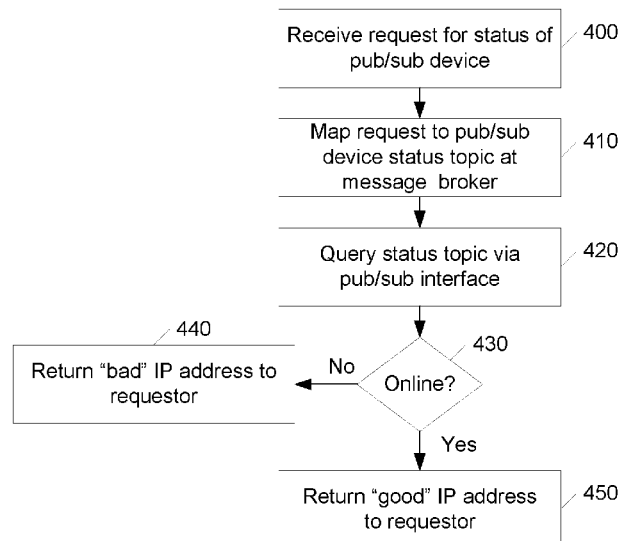 Receive request for status of
pub/sub device
400
Map request to pub/sub
device status topic at
message broker
410
Query status topic via
pub/sub interface
420
430
Online?
No
440
Return “bad” IP address to
requestor
Yes
Return “good” IP address
to requestor
450